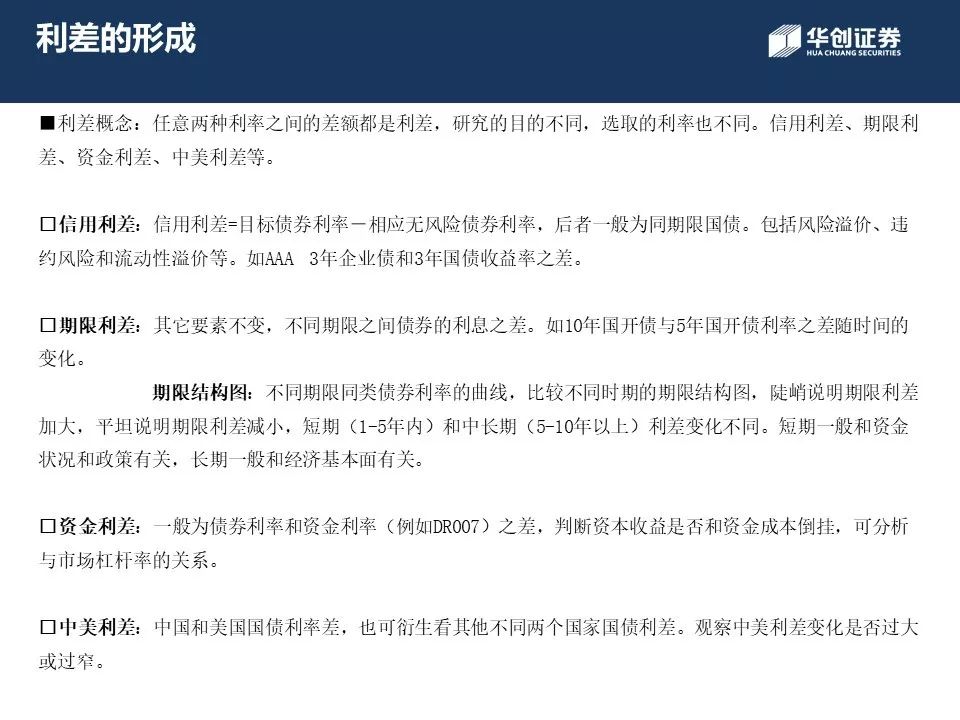 利差的形成
华创证券
HUA CHUANG SECURITIES
■利差概念：任意两种利率之间的差额都是利差，研究的目的不同，选取的利率也不同。信用利差、期限利
差、资金利差、中美利差等。
□信用利差：信用利差=目标债券利率－相应无风险债券利率，后者一般为同期限国债。包括风险溢价、违
约风险和流动性溢价等。如AAA 3年企业债和3年国债收益率之差。
□期限利差：其它要素不变，不同期限之间债券的利息之差。如10年国开债与5年国开债利率之差随时间的
变化。
期限结构图：不同期限同类债券利率的曲线，比较不同时期的期限结构图，陡峭说明期限利差
加大，平坦说明期限利差减小，短期（1-5年内）和中长期（5-10年以上）利差变化不同。短期一般和资金
状况和政策有关，长期一般和经济基本面有关。
□资金利差：一般为债券利率和资金利率（例如DR007）之差，判断资本收益是否和资金成本倒挂，可分析
与市场杠杆率的关系。
□中美利差：中国和美国国债利率差，也可衍生看其他不同两个国家国债利差。观察中美利差变化是否过大
或过窄。